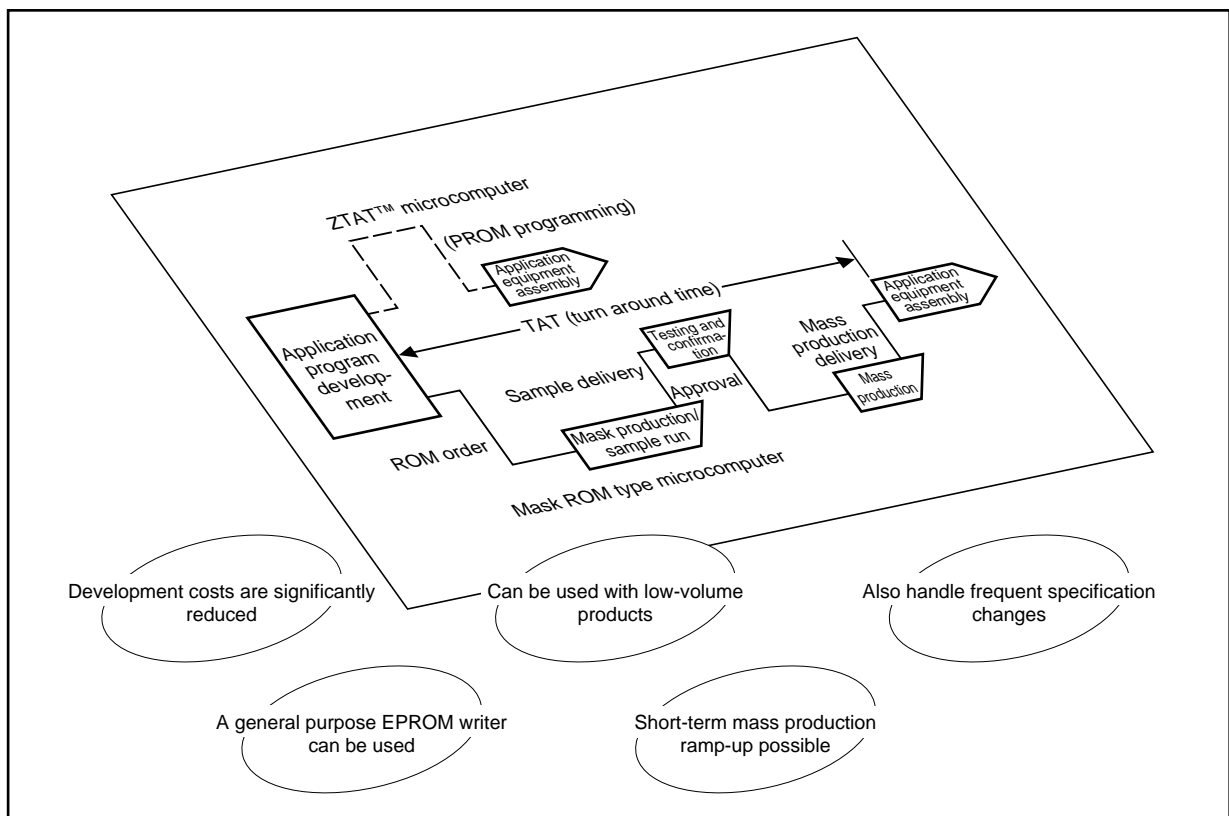 ZTAT™ microcomputer
(PROM programming)
Application
equipment
assembly
TAT (turn around time)
Application
program
develop-
ment
Application
equipment
assembly
Testing and
confirma-
tion
Mass
production
delivery
Sample delivery
Approval
Mass
production
Mask production/
sample run
ROM order
Mask ROM type microcomputer
Development costs are significantly
reduced
Can be used with low-volume
products
Also handle frequent specification
changes
A general purpose EPROM writer
can be used
Short-term mass production
ramp-up possible